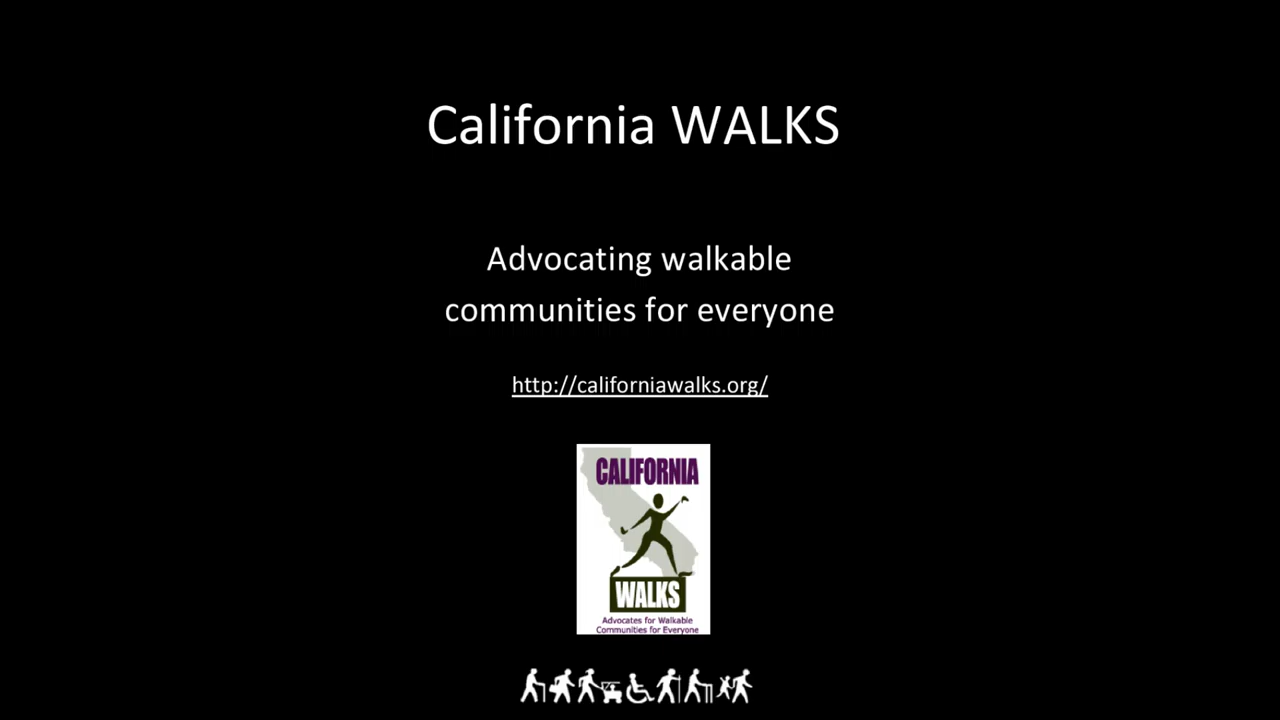 California WALKS
Advocating walkable
communities for everyone
http://californiawalks.org/
CALIFORNIA
WALKS
Advocates for Walkable
Communities for Everyone